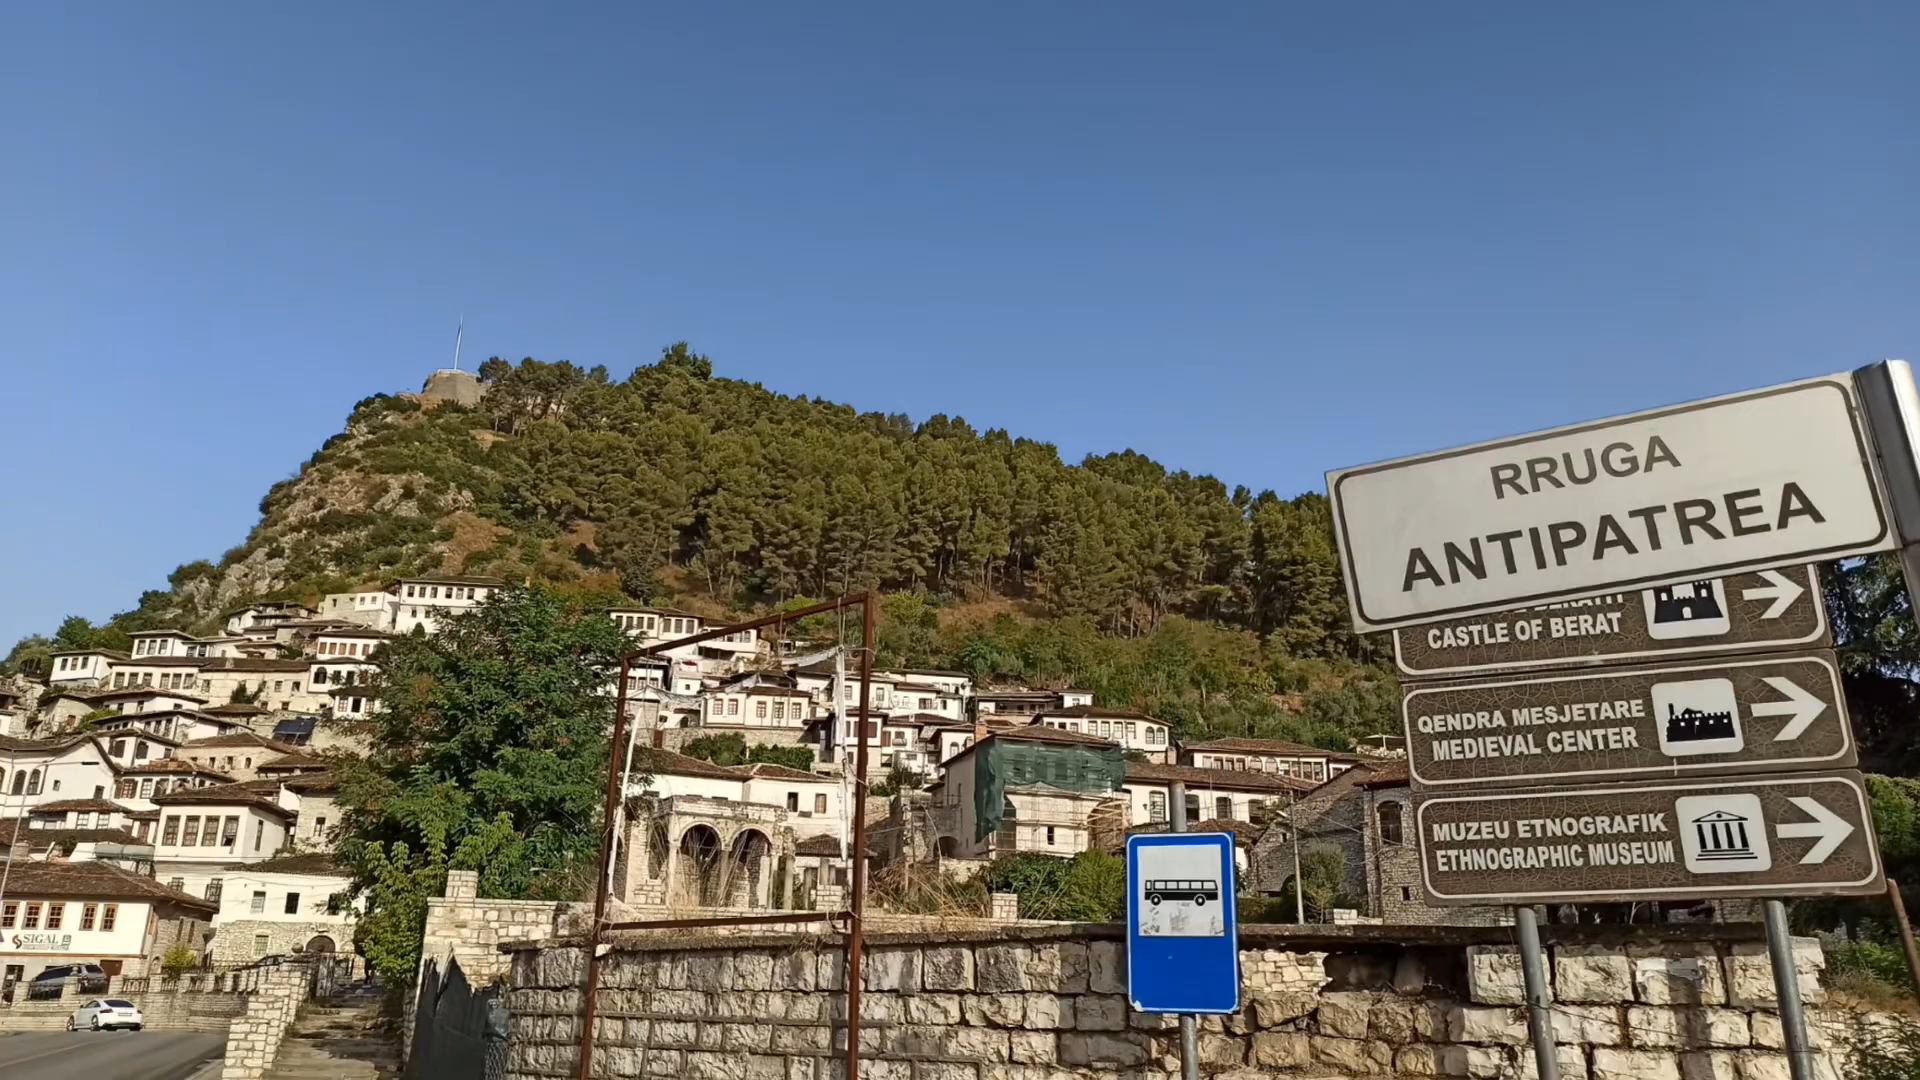 RRUGA
ANTIPATREA
CASTLE OF BERAT
QENDRA MESJETARE
MEDIEVAL CENTER
MUZEU ETNOGRAFIK
ETHNOGRAPHIC MUSEUM
SIGAL